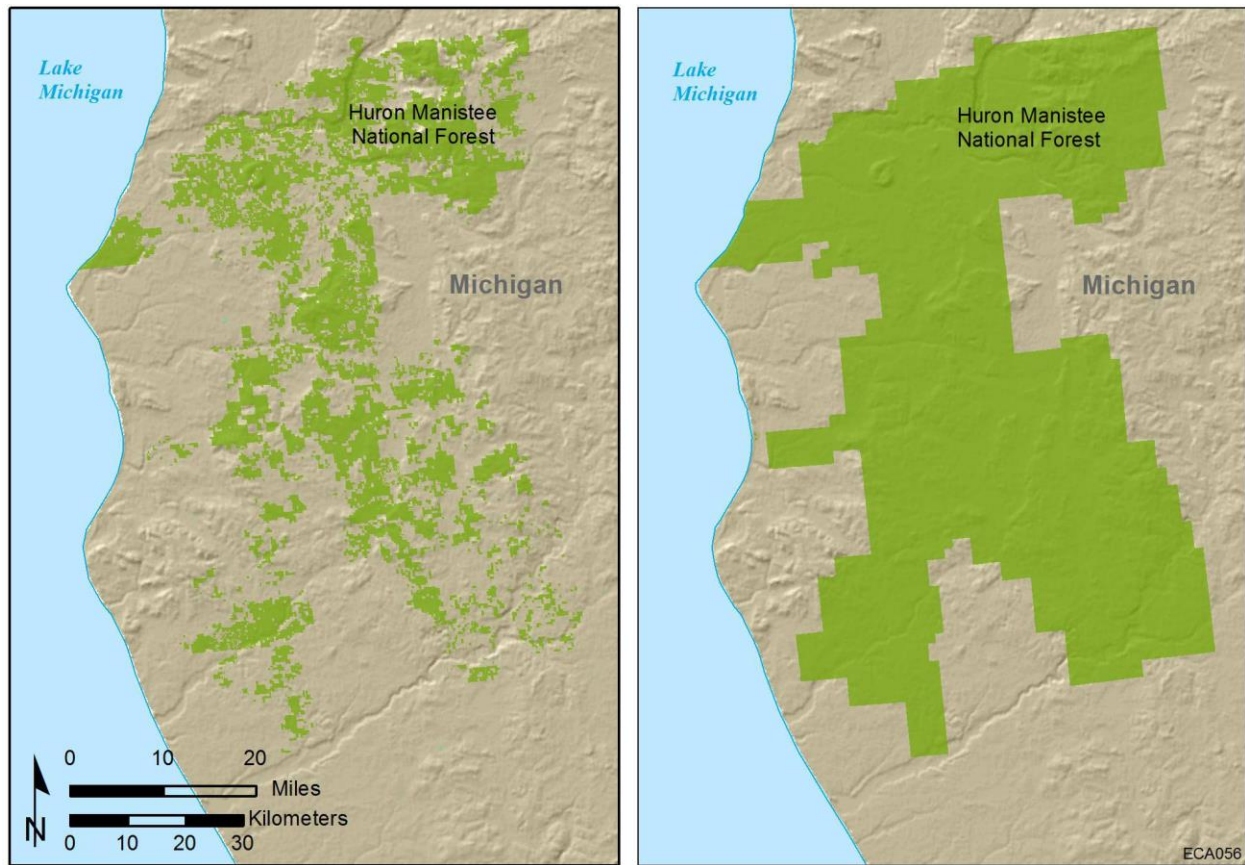 Lake
Michigan
Huron Manistee
National Forest
Michigan
0 10 20
Miles
Kilometers
0 10 20 30
N
Lake
Michigan
Huron Manistee
National Forest
Michigan
ECA056